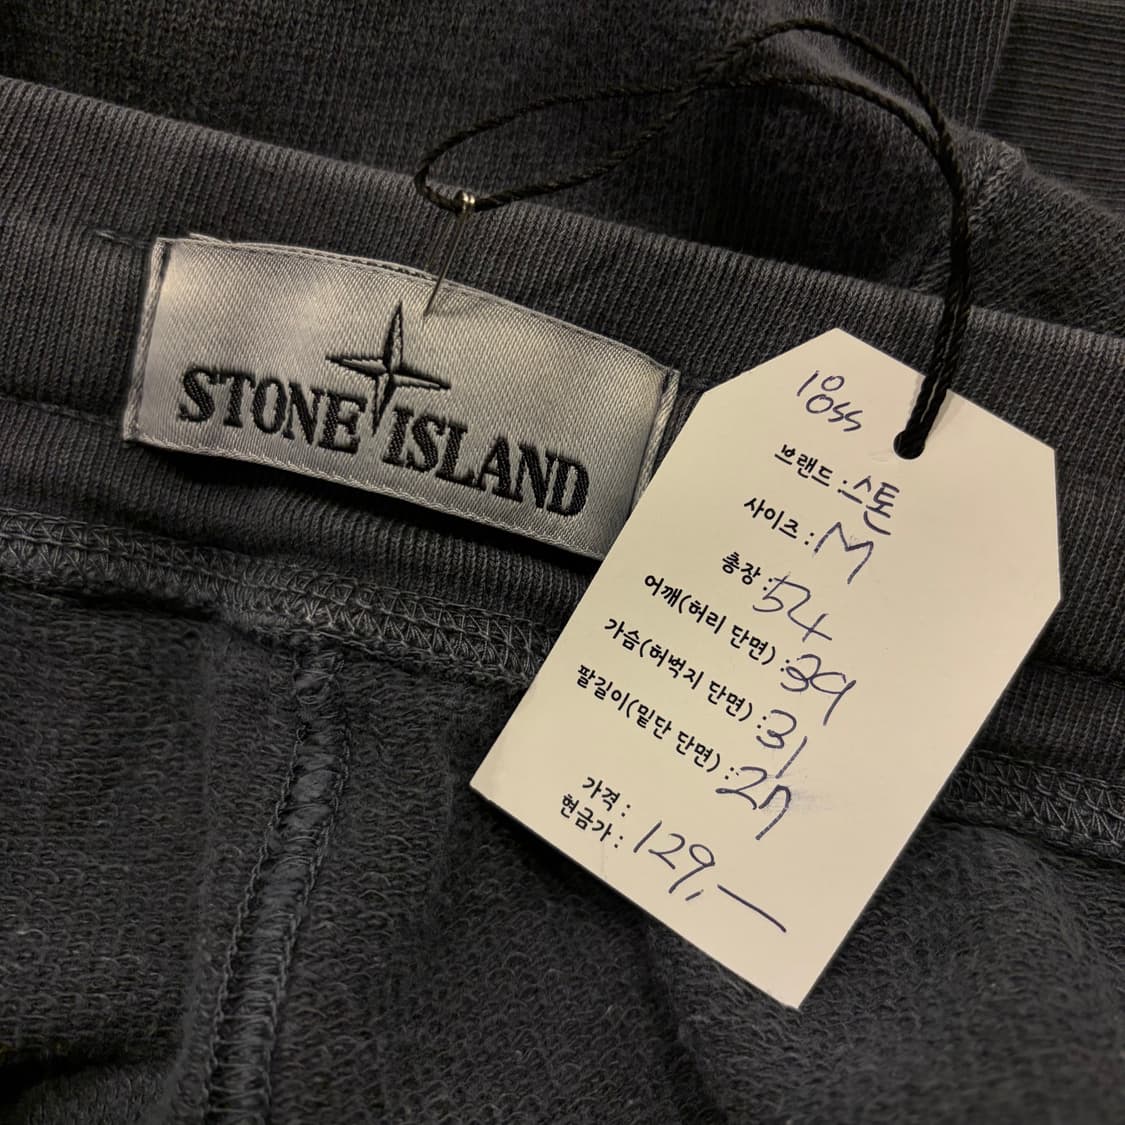 STONE ISLAND
브랜드 : 스톤
사이즈 : M
총장 : 54
어깨(허리 단면) : 39
가슴(허벅지 단면) : 31
팔길이(밑단 단면) : 27
가격 :
현금가 : 129,—